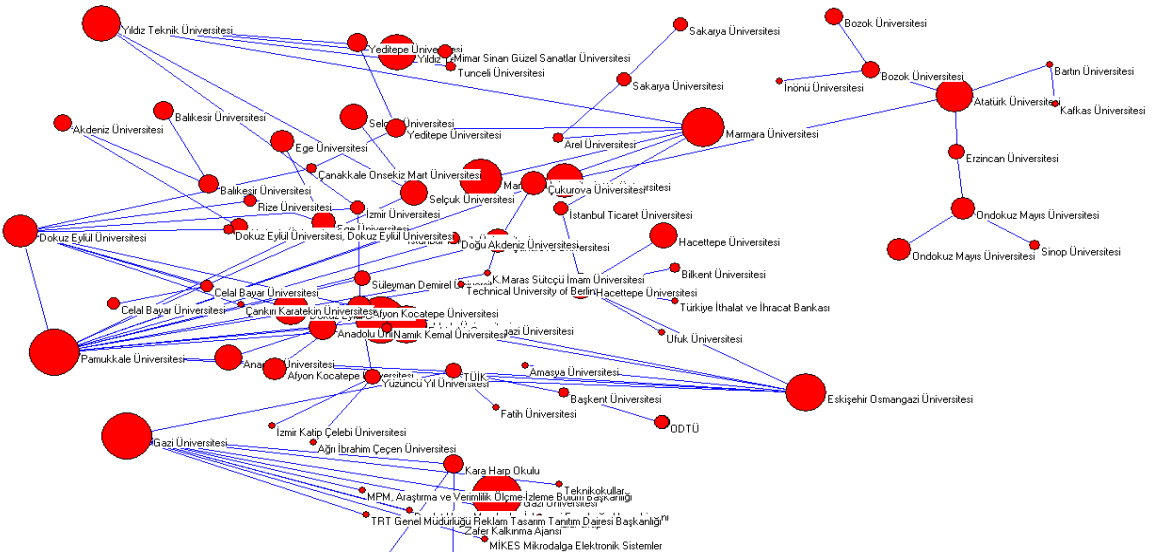 Yıldız Teknik Üniversitesi
Yeditepe Üniversitesi
Mimar Sinan Güzel Sanatlar Üniversitesi
Tunceli Üniversitesi
Sakarya Üniversitesi
Bozok Üniversitesi
Bozok Üniversitesi
İnönü Üniversitesi
Bartın Üniversitesi
Atatürk Üniversitesi
Kafkas Üniversitesi
Sakarya Üniversitesi
Akdeniz Üniversitesi
Balıkesir Üniversitesi
Yeditepe Üniversitesi
Marmara Üniversitesi
Arel Üniversitesi
Ege Üniversitesi
Erzincan Üniversitesi
Çanakkale Onsekiz Mart Üniversitesi
Balıkesir Üniversitesi
Çukurova Üniversitesi
Selçuk Üniversitesi
Rize Üniversitesi
İzmir Üniversitesi
İstanbul Ticaret Üniversitesi
Ondokuz Mayıs Üniversitesi
Dokuz Eylül Üniversitesi
Dokuz Eylül Üniversitesi, Dokuz Eylül Üniversitesi
Doğu Akdeniz Üniversitesi
Hacettepe Üniversitesi
Ondokuz Mayıs Üniversitesi
Sinop Üniversitesi
Bilkent Üniversitesi
K.Maraş Sütçü İmam Üniversitesi
Süleyman Demirel
Technical University of Berlin
Hacettepe Üniversitesi
Celal Bayar Üniversitesi
Celal Bayar Üniversitesi
Çankırı Karatekin Üniversitesi
Afyon Kocatepe Üniversitesi
Türkiye İthalat ve İhracat Bankası
Anadolu
Namık Kemal Üniversitesi
Ufuk Üniversitesi
Pamukkale Üniversitesi
Afyon Kocatepe
Yüzüncü Yıl Üniversitesi
TÜİK
Amasya Üniversitesi
Başkent Üniversitesi
Eskişehir Osmangazi Üniversitesi
Fatih Üniversitesi
ODTÜ
İzmir Katip Çelebi Üniversitesi
Gazi Üniversitesi
Ağrı İbrahim Çeçen Üniversitesi
Kara Harp Okulu
Teknikokullar
MPM, Araştırma ve Verimlilik Ölçme-İzleme Bölüm Başkanlığı
Gazi Üniversitesi
TRT Genel Müdürlüğü Reklam Tasarım Tanıtım Dairesi Başkanlığı
Zafer Kalkınma Ajansı
MİKES Mikrodalga Elektronik Sistemler